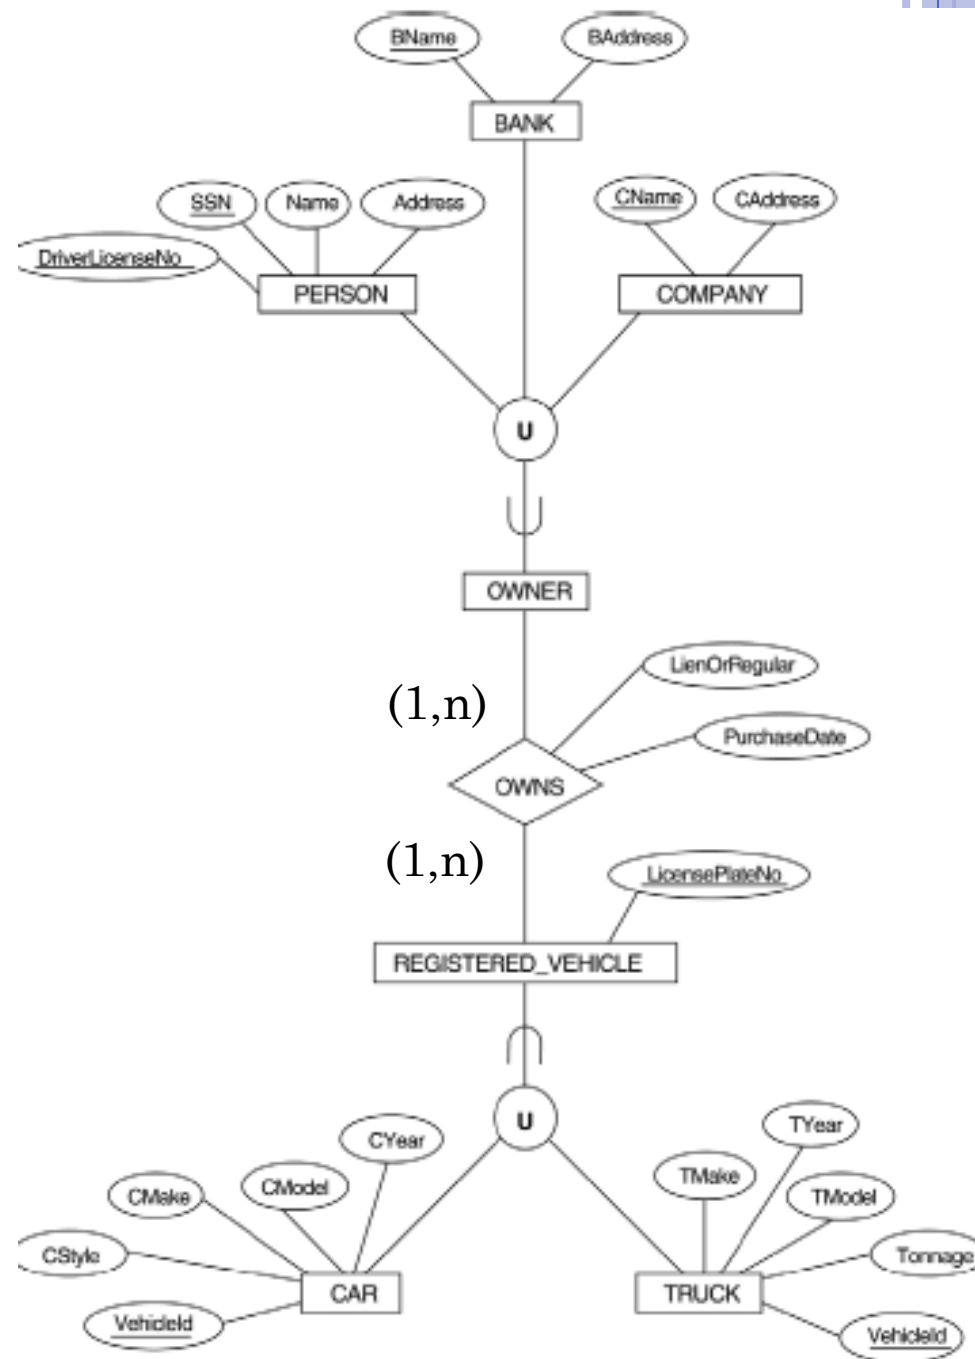 BName
BAddress
BANK
SSN
Name
Address
CName
CAddress
DriverLicenseNo
PERSON
COMPANY
U
OWNER
LienOrRegular
(1,n)
PurchaseDate
OWNS
(1,n)
LicensePlateNo
REGISTERED_VEHICLE
U
CYear
TYear
CMake
CModel
TMake
TModel
CStyle
Tonnage
CAR
TRUCK
VehicleId
VehicleId